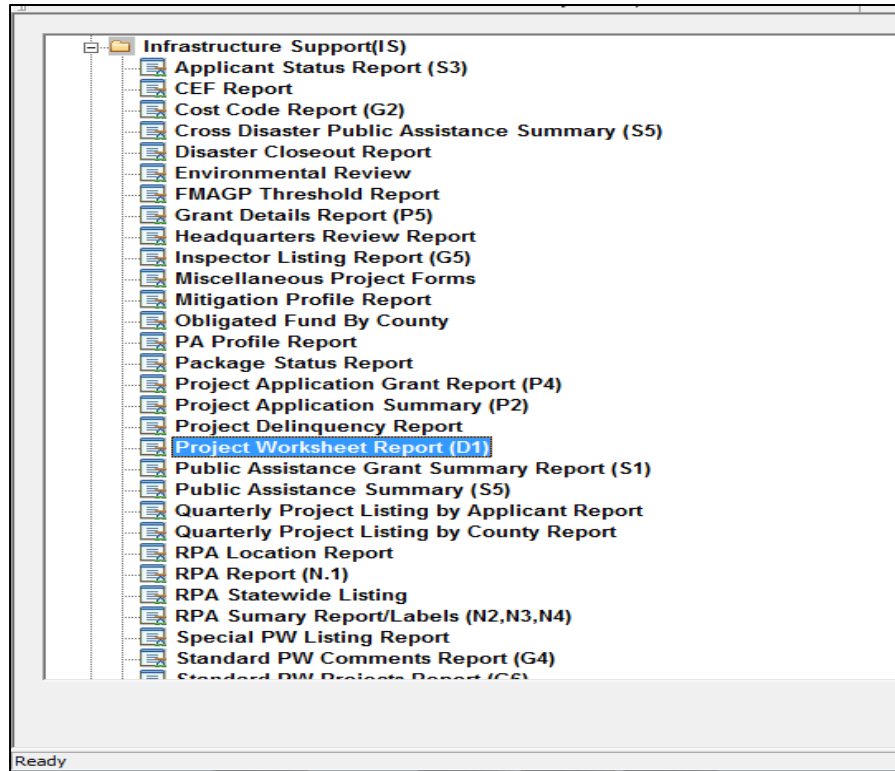 Infrastructure Support(IS)
Applicant Status Report (S3)
CEF Report
Cost Code Report (G2)
Cross Disaster Public Assistance Summary (S5)
Disaster Closeout Report
Environmental Review
FMAGP Threshold Report
Grant Details Report (P5)
Headquarters Review Report
Inspector Listing Report (G5)
Miscellaneous Project Forms
Mitigation Profile Report
Obligated Fund By County
PA Profile Report
Package Status Report
Project Application Grant Report (P4)
Project Application Summary (P2)
Project Delinquency Report
Project Worksheet Report (D1)
Public Assistance Grant Summary Report (S1)
Public Assistance Summary (S5)
Quarterly Project Listing by Applicant Report
Quarterly Project Listing by County Report
RPA Location Report
RPA Report (N.1)
RPA Statewide Listing
RPA Sumary Report/Labels (N2,N3,N4)
Special PW Listing Report
Standard PW Comments Report (G4)
Standard PW Projects Report (G6)
Ready